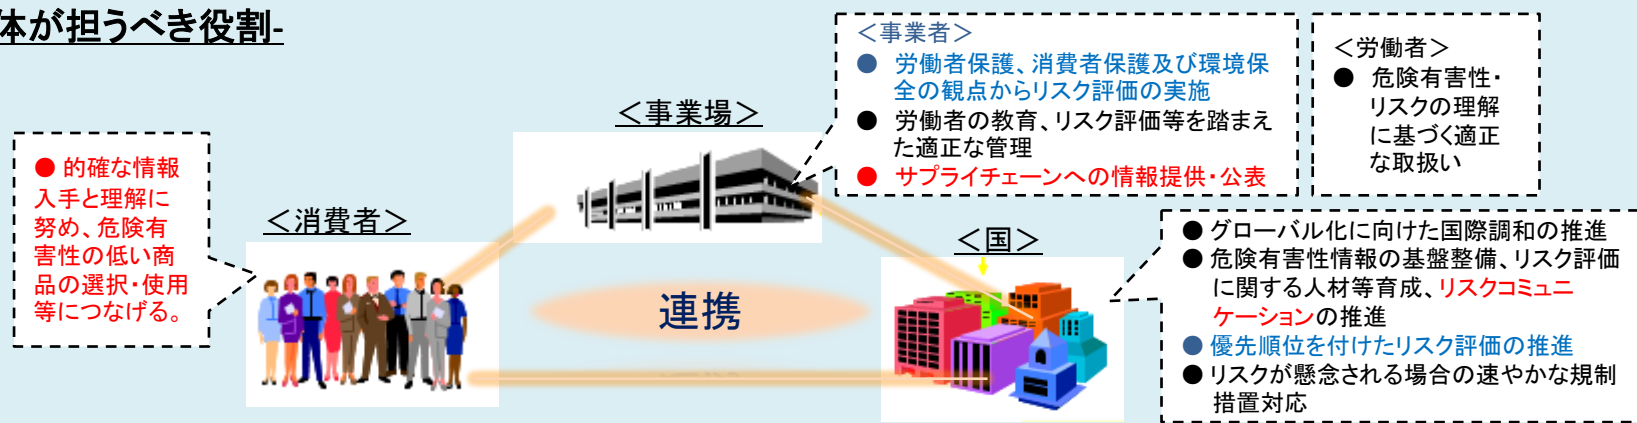 体が担うべき役割-
＜事業者＞
● 労働者保護、消費者保護及び環境保
全の観点からリスク評価の実施
● 労働者の教育、リスク評価等を踏まえ
た適正な管理
● サプライチェーンへの情報提供・公表
＜労働者＞
● 危険有害性・
リスクの理解
に基づく適正
な取扱い
＜事業場＞
● 的確な情報
入手と理解に
努め、危険有
害性の低い商
品の選択・使用
等につなげる。
＜消費者＞
＜国＞
● グローバル化に向けた国際調和の推進
● 危険有害性情報の基盤整備、リスク評価
に関する人材等育成、リスクコミュニ
ケーションの推進
● 優先順位を付けたリスク評価の推進
● リスクが懸念される場合の速やかな規制
措置対応
連携